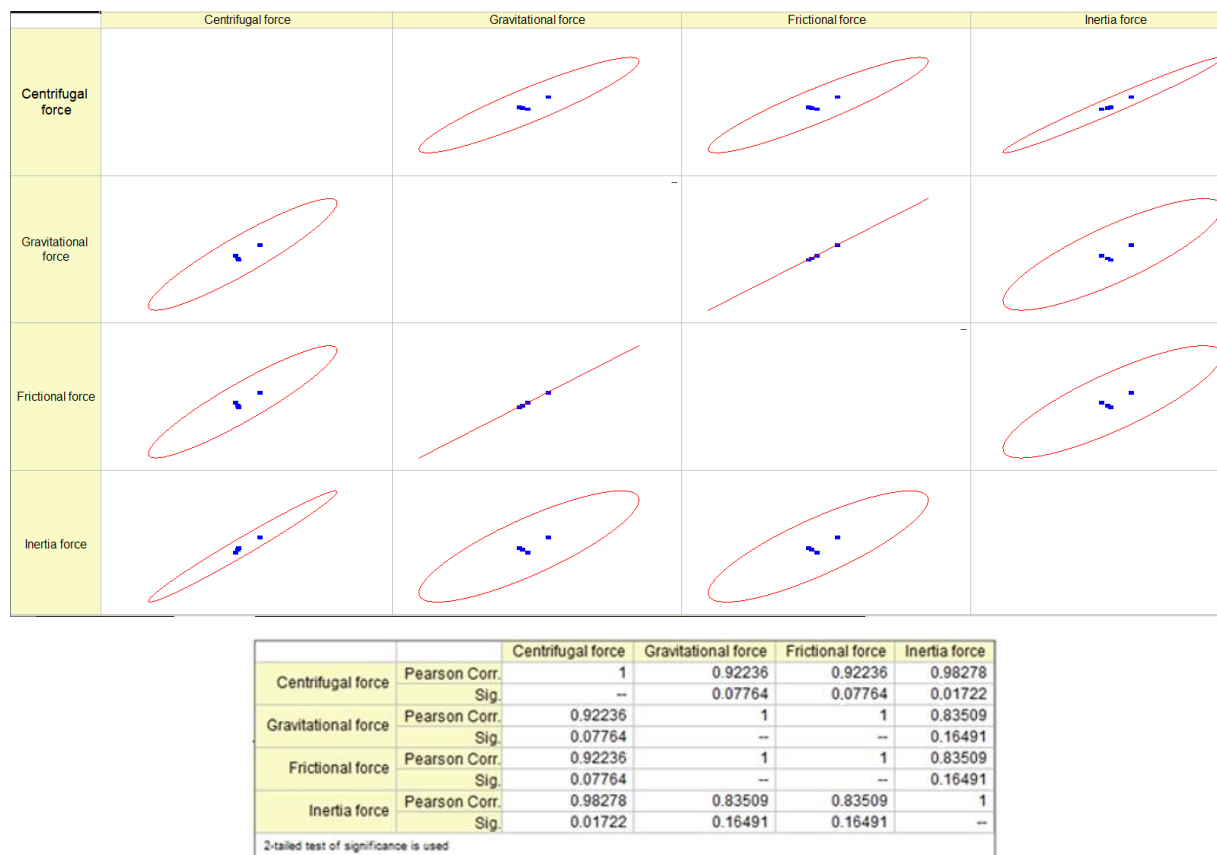 Centrifugal force Gravitational force Frictional force Inertia force
Centrifugal
force
Gravitational
force
--
Frictional force
--
Inertia force
Centrifugal force Gravitational force Frictional force Inertia force
Centrifugal force Pearson Corr. 1 0.92236 0.92236 0.98278
Sig. -- 0.07764 0.07764 0.01722
Gravitational force Pearson Corr. 0.92236 1 1 0.83509
Sig. 0.07764 -- -- 0.16491
Frictional force Pearson Corr. 0.92236 1 1 0.83509
Sig. 0.07764 -- -- 0.16491
Inertia force Pearson Corr. 0.98278 0.83509 0.83509 1
Sig. 0.01722 0.16491 0.16491 --
2-tailed test of significance is used